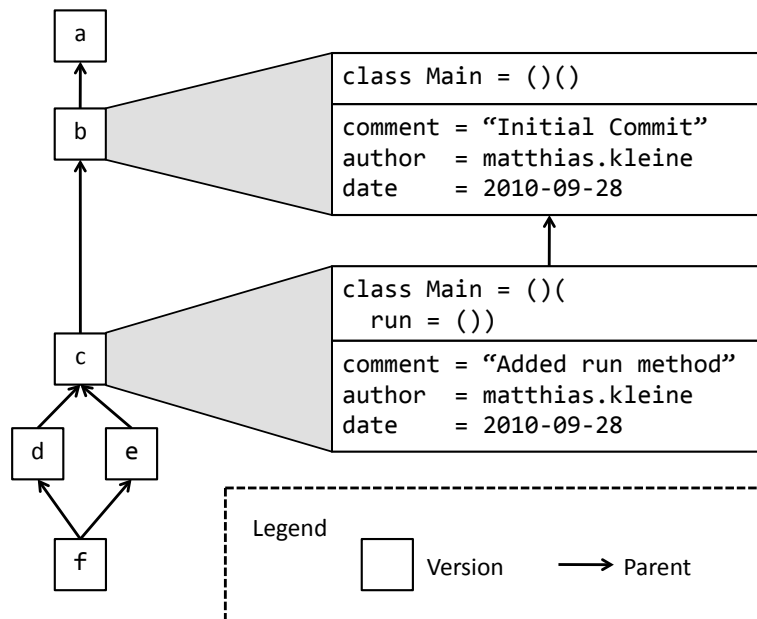 a
b
class Main = ()()
comment = “Initial Commit”
author  = matthias.kleine
date    = 2010-09-28
c
class Main = ()(
  run = ())
comment = “Added run method”
author  = matthias.kleine
date    = 2010-09-28
d e
f
Legend
Version Parent